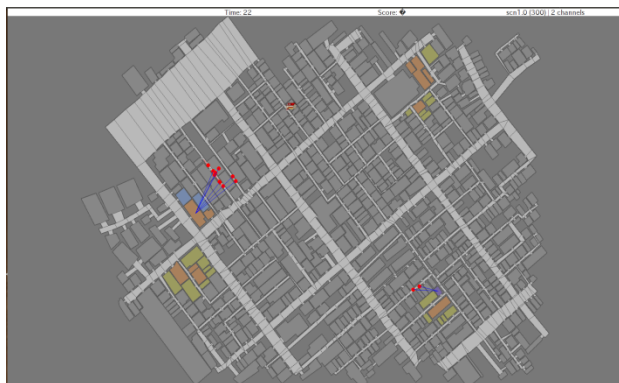 Time: 22
Score: �
scn1.0 (300) | 2 channels